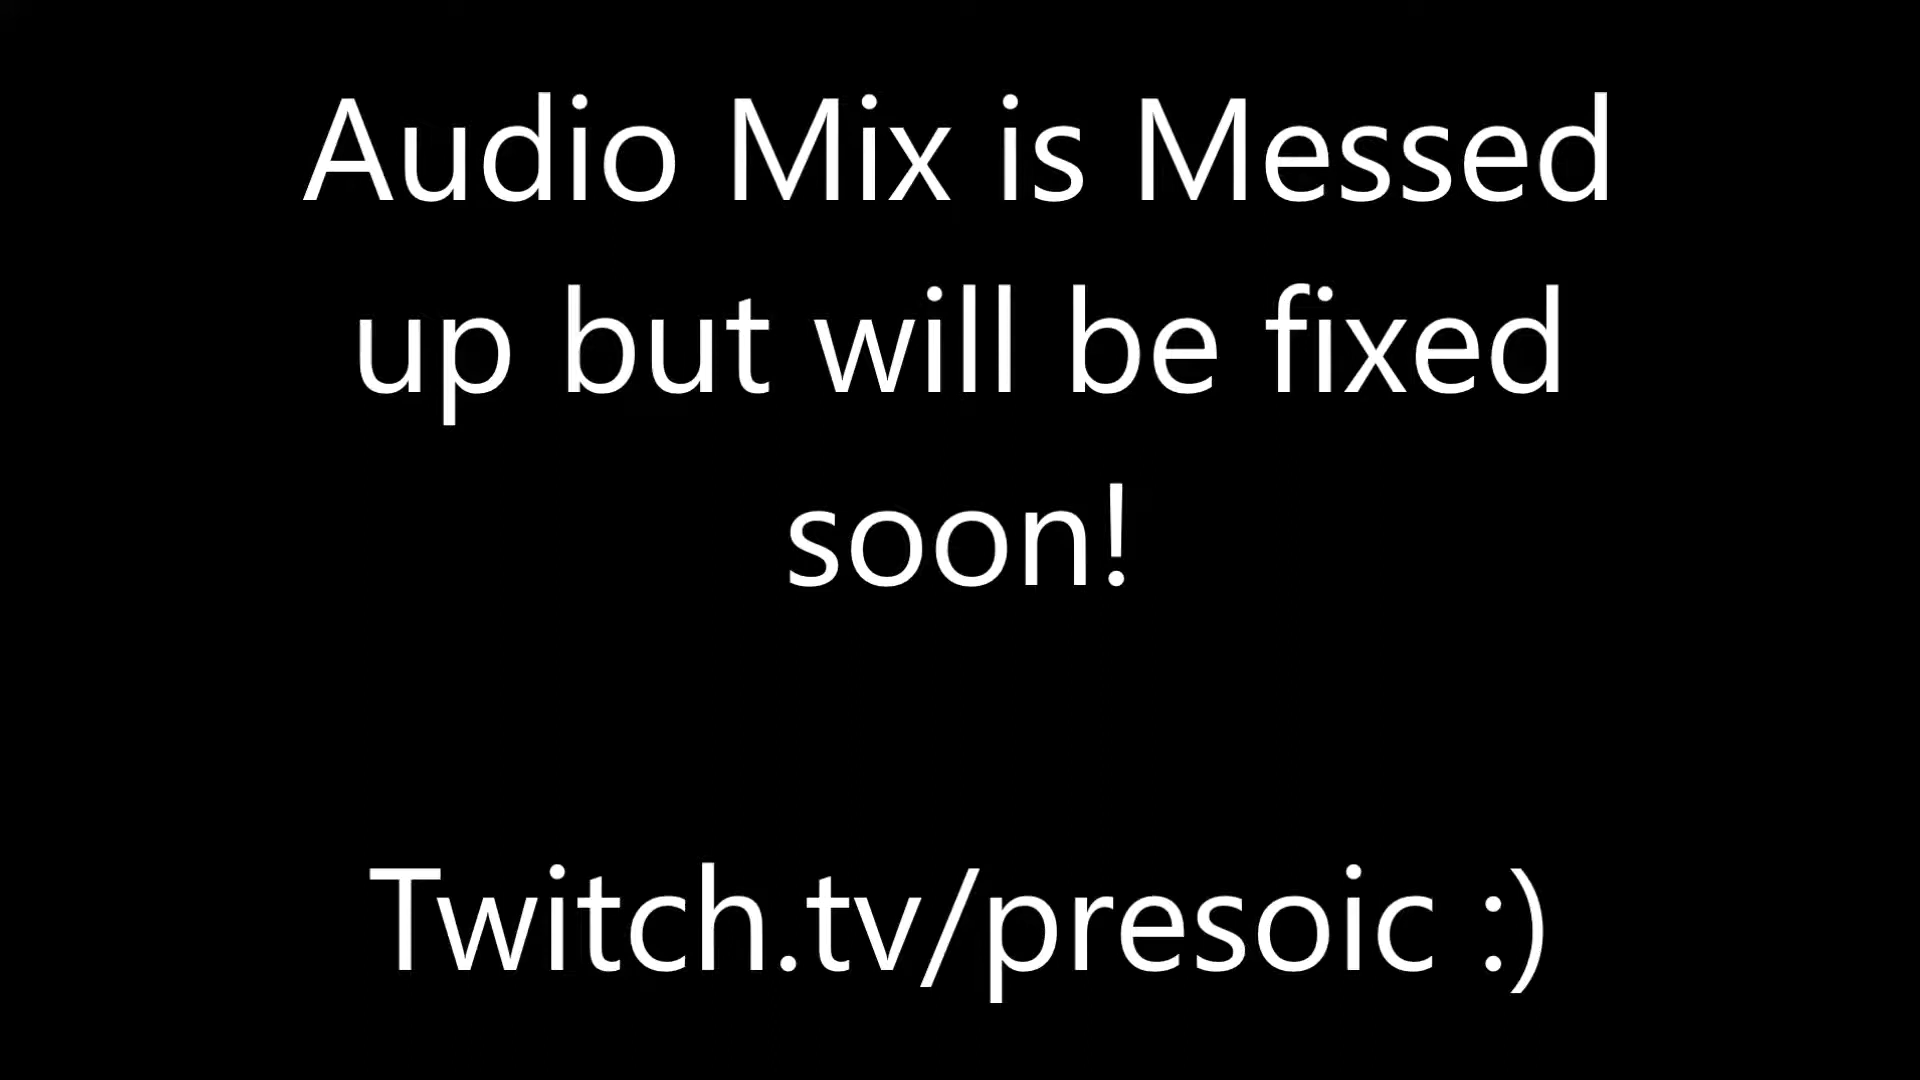 Audio Mix is Messed
up but will be fixed
soon!
Twitch.tv/presoic :)